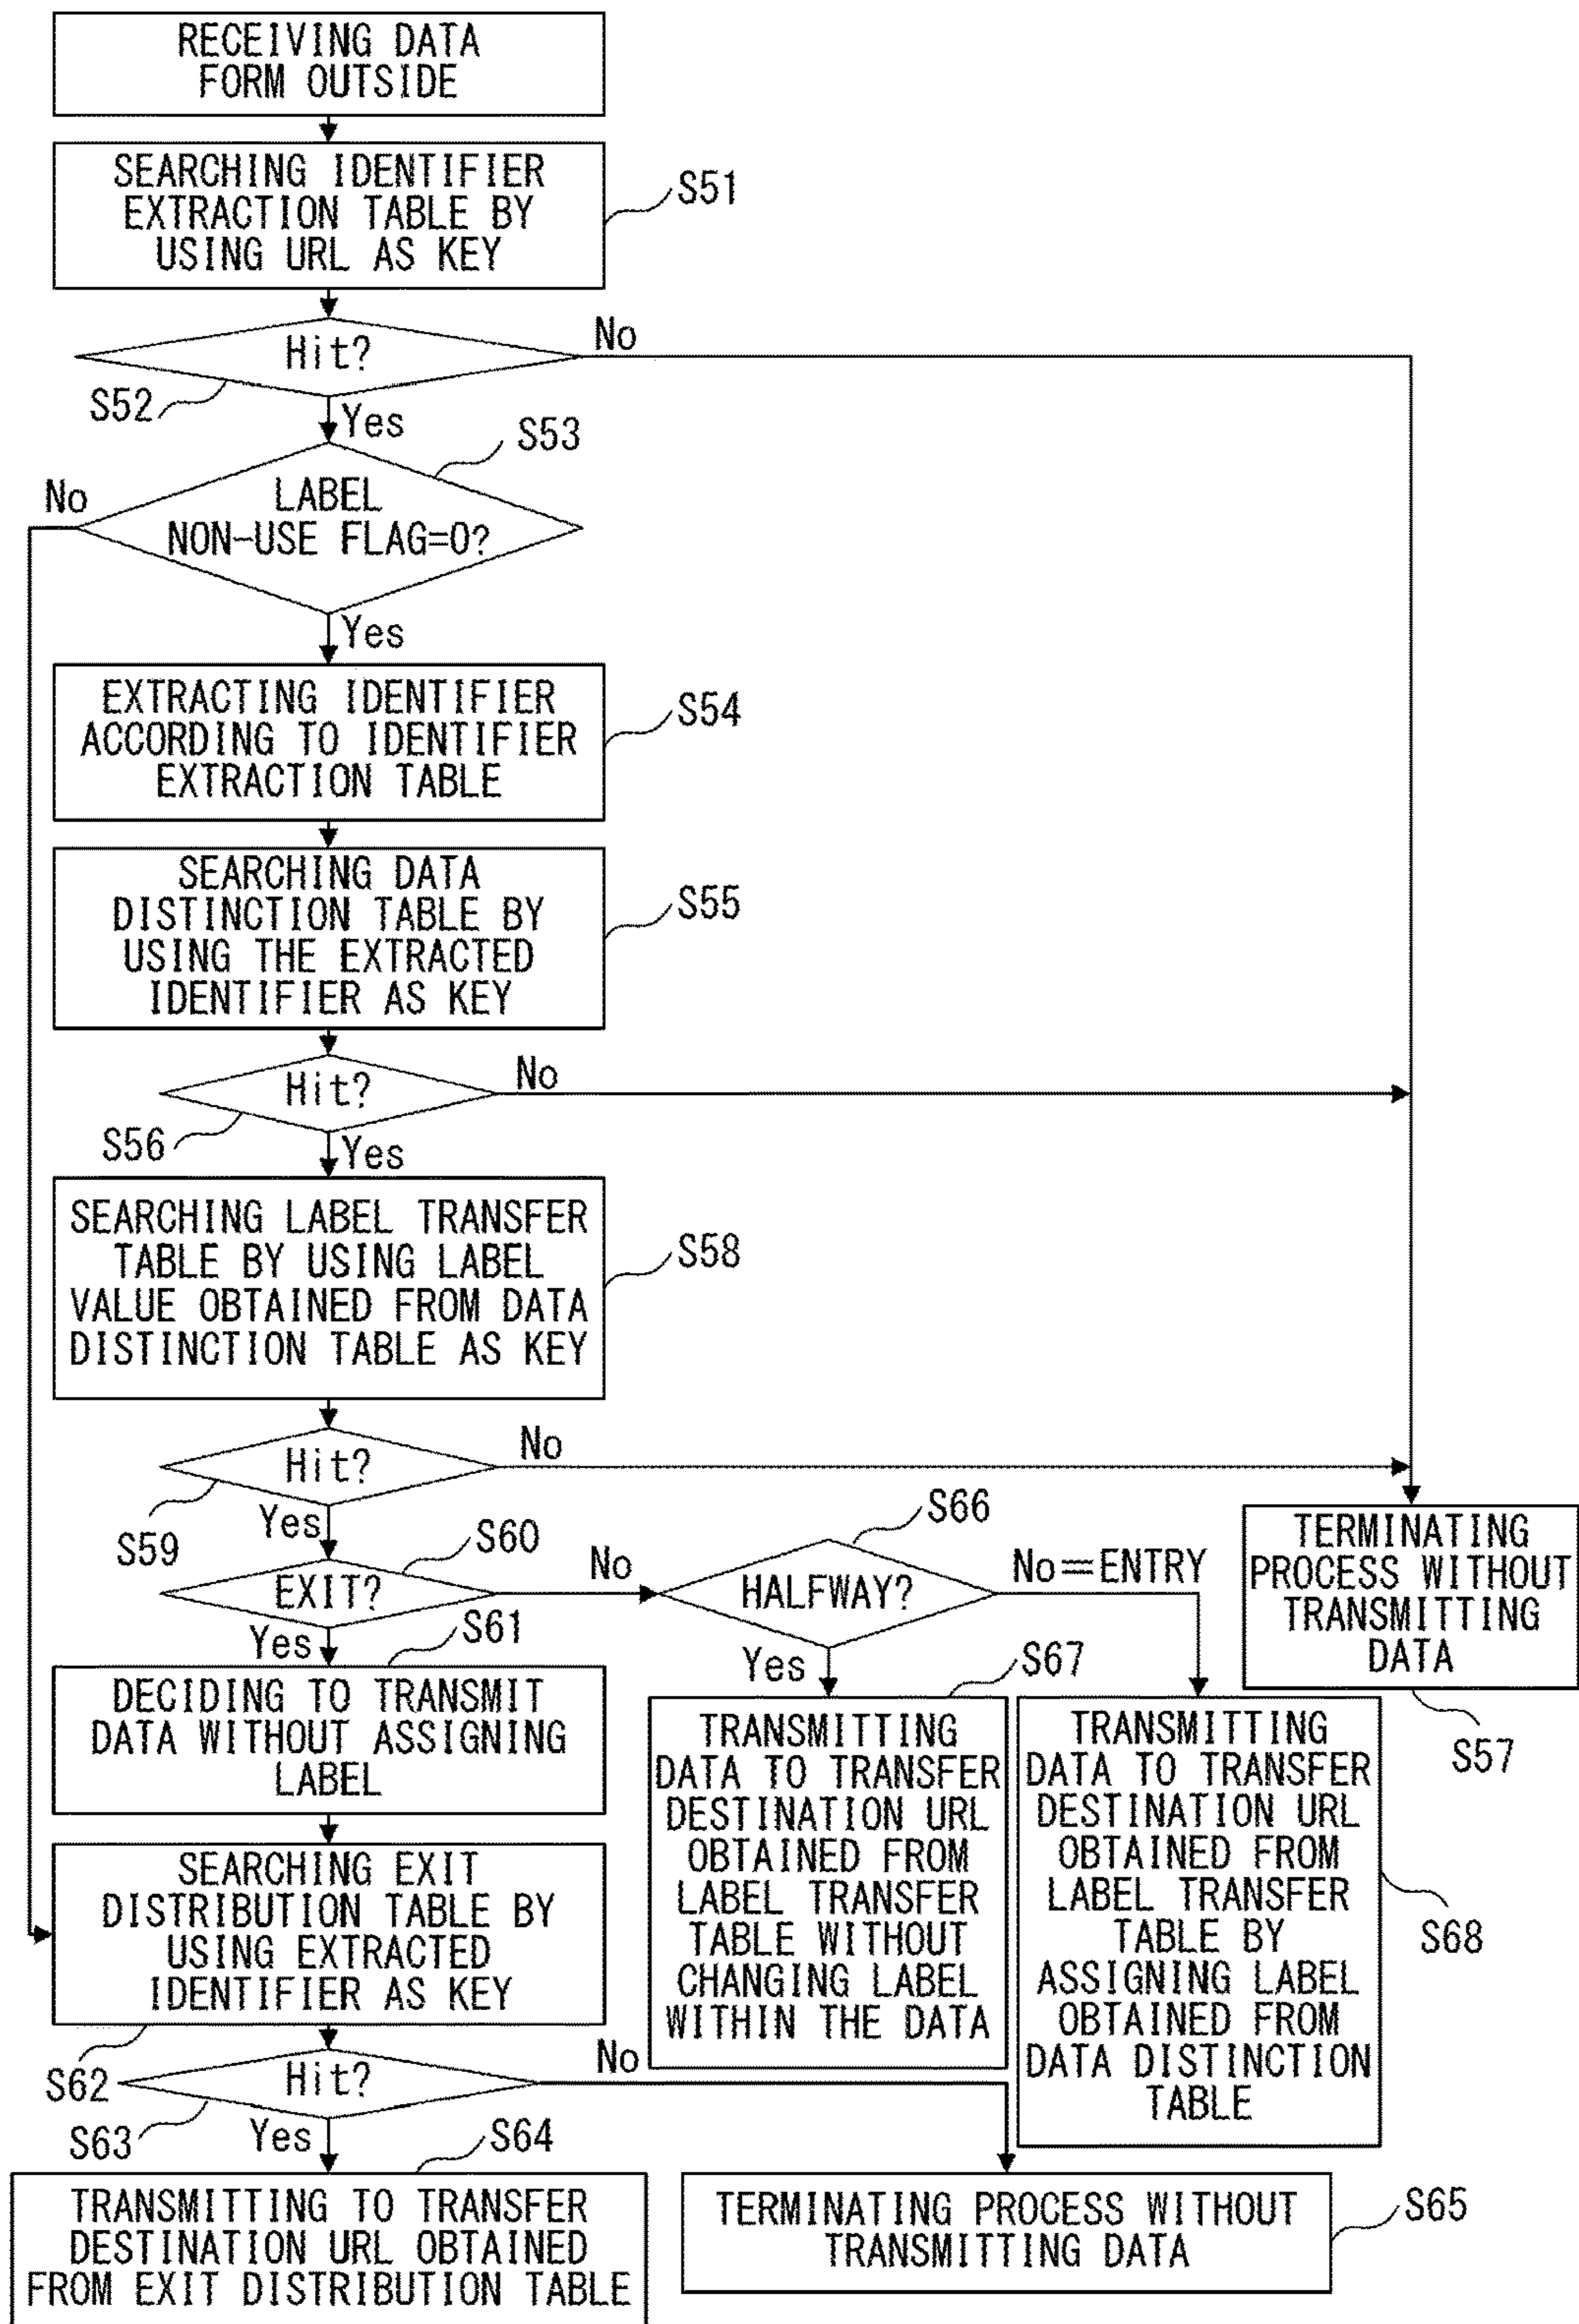 RECEIVING DATA
FORM OUTSIDE
SEARCHING IDENTIFIER
EXTRACTION TABLE BY
USING URL AS KEY
S51
Hit?
No
S52
Yes
S53
No
LABEL
NON-USE FLAG=0?
Yes
EXTRACTING IDENTIFIER
ACCORDING TO IDENTIFIER
EXTRACTION TABLE
S54
SEARCHING DATA
DISTINCTION TABLE BY
USING THE EXTRACTED
IDENTIFIER AS KEY
S55
Hit?
No
S56
Yes
SEARCHING LABEL TRANSFER
TABLE BY USING LABEL
VALUE OBTAINED FROM DATA
DISTINCTION TABLE AS KEY
S58
Hit?
No
S59
Yes
S60
EXIT?
No
S66
HALFWAY?
No=ENTRY
TERMINATING
PROCESS WITHOUT
TRANSMITTING
DATA
S57
Yes
S61
DECIDING TO TRANSMIT
DATA WITHOUT ASSIGNING
LABEL
Yes
S67
TRANSMITTING
DATA TO TRANSFER
DESTINATION URL
OBTAINED FROM
LABEL TRANSFER
TABLE WITHOUT
CHANGING LABEL
WITHIN THE DATA
TRANSMITTING
DATA TO TRANSFER
DESTINATION URL
OBTAINED FROM
LABEL TRANSFER
TABLE BY
ASSIGNING LABEL
OBTAINED FROM
DATA DISTINCTION
TABLE
S68
SEARCHING EXIT
DISTRIBUTION TABLE BY
USING EXTRACTED
IDENTIFIER AS KEY
S62
Hit?
No
S63
Yes
S64
TRANSMITTING TO TRANSFER
DESTINATION URL OBTAINED
FROM EXIT DISTRIBUTION TABLE
TERMINATING PROCESS WITHOUT
TRANSMITTING DATA
S65